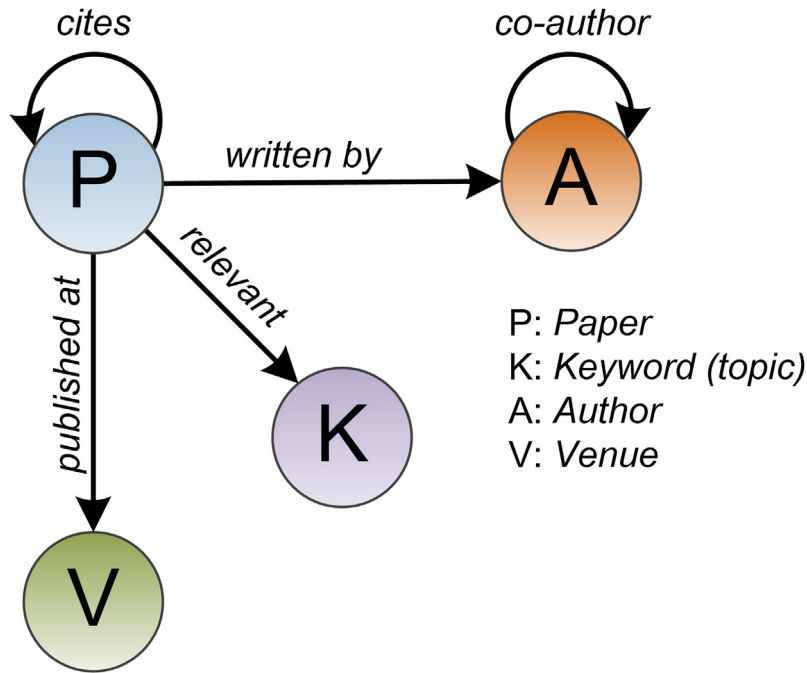 cites
co-author
P
written by
A
relevant
published at
K
V
P: Paper
K: Keyword (topic)
A: Author
V: Venue